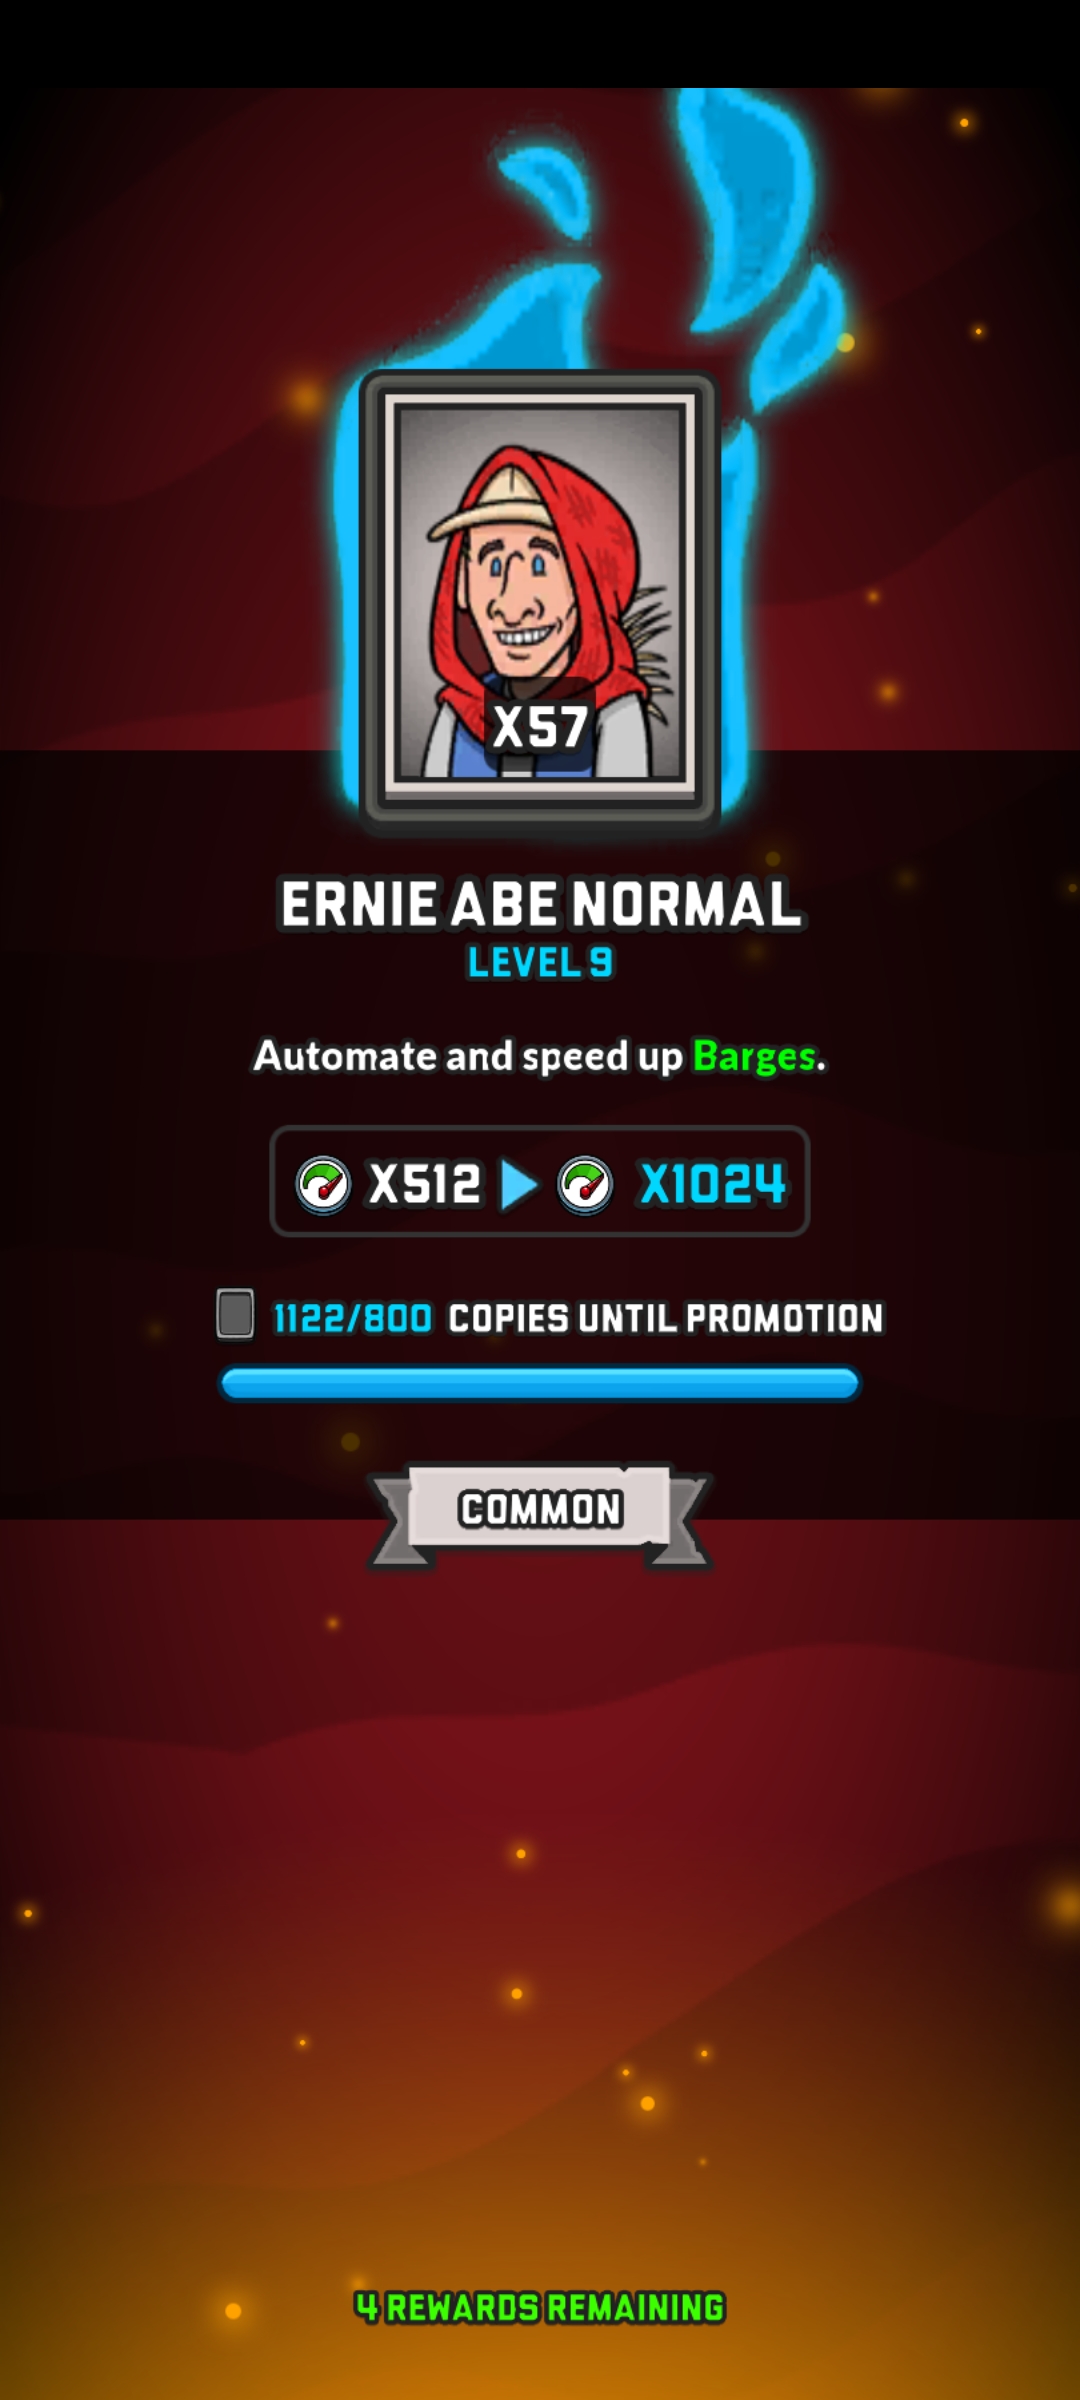 X57
ERNIE ABE NORMAL
LEVEL 9
Automate and speed up Barges.
X512 X1024
1122/800 COPIES UNTIL PROMOTION
COMMON
4 REWARDS REMAINING